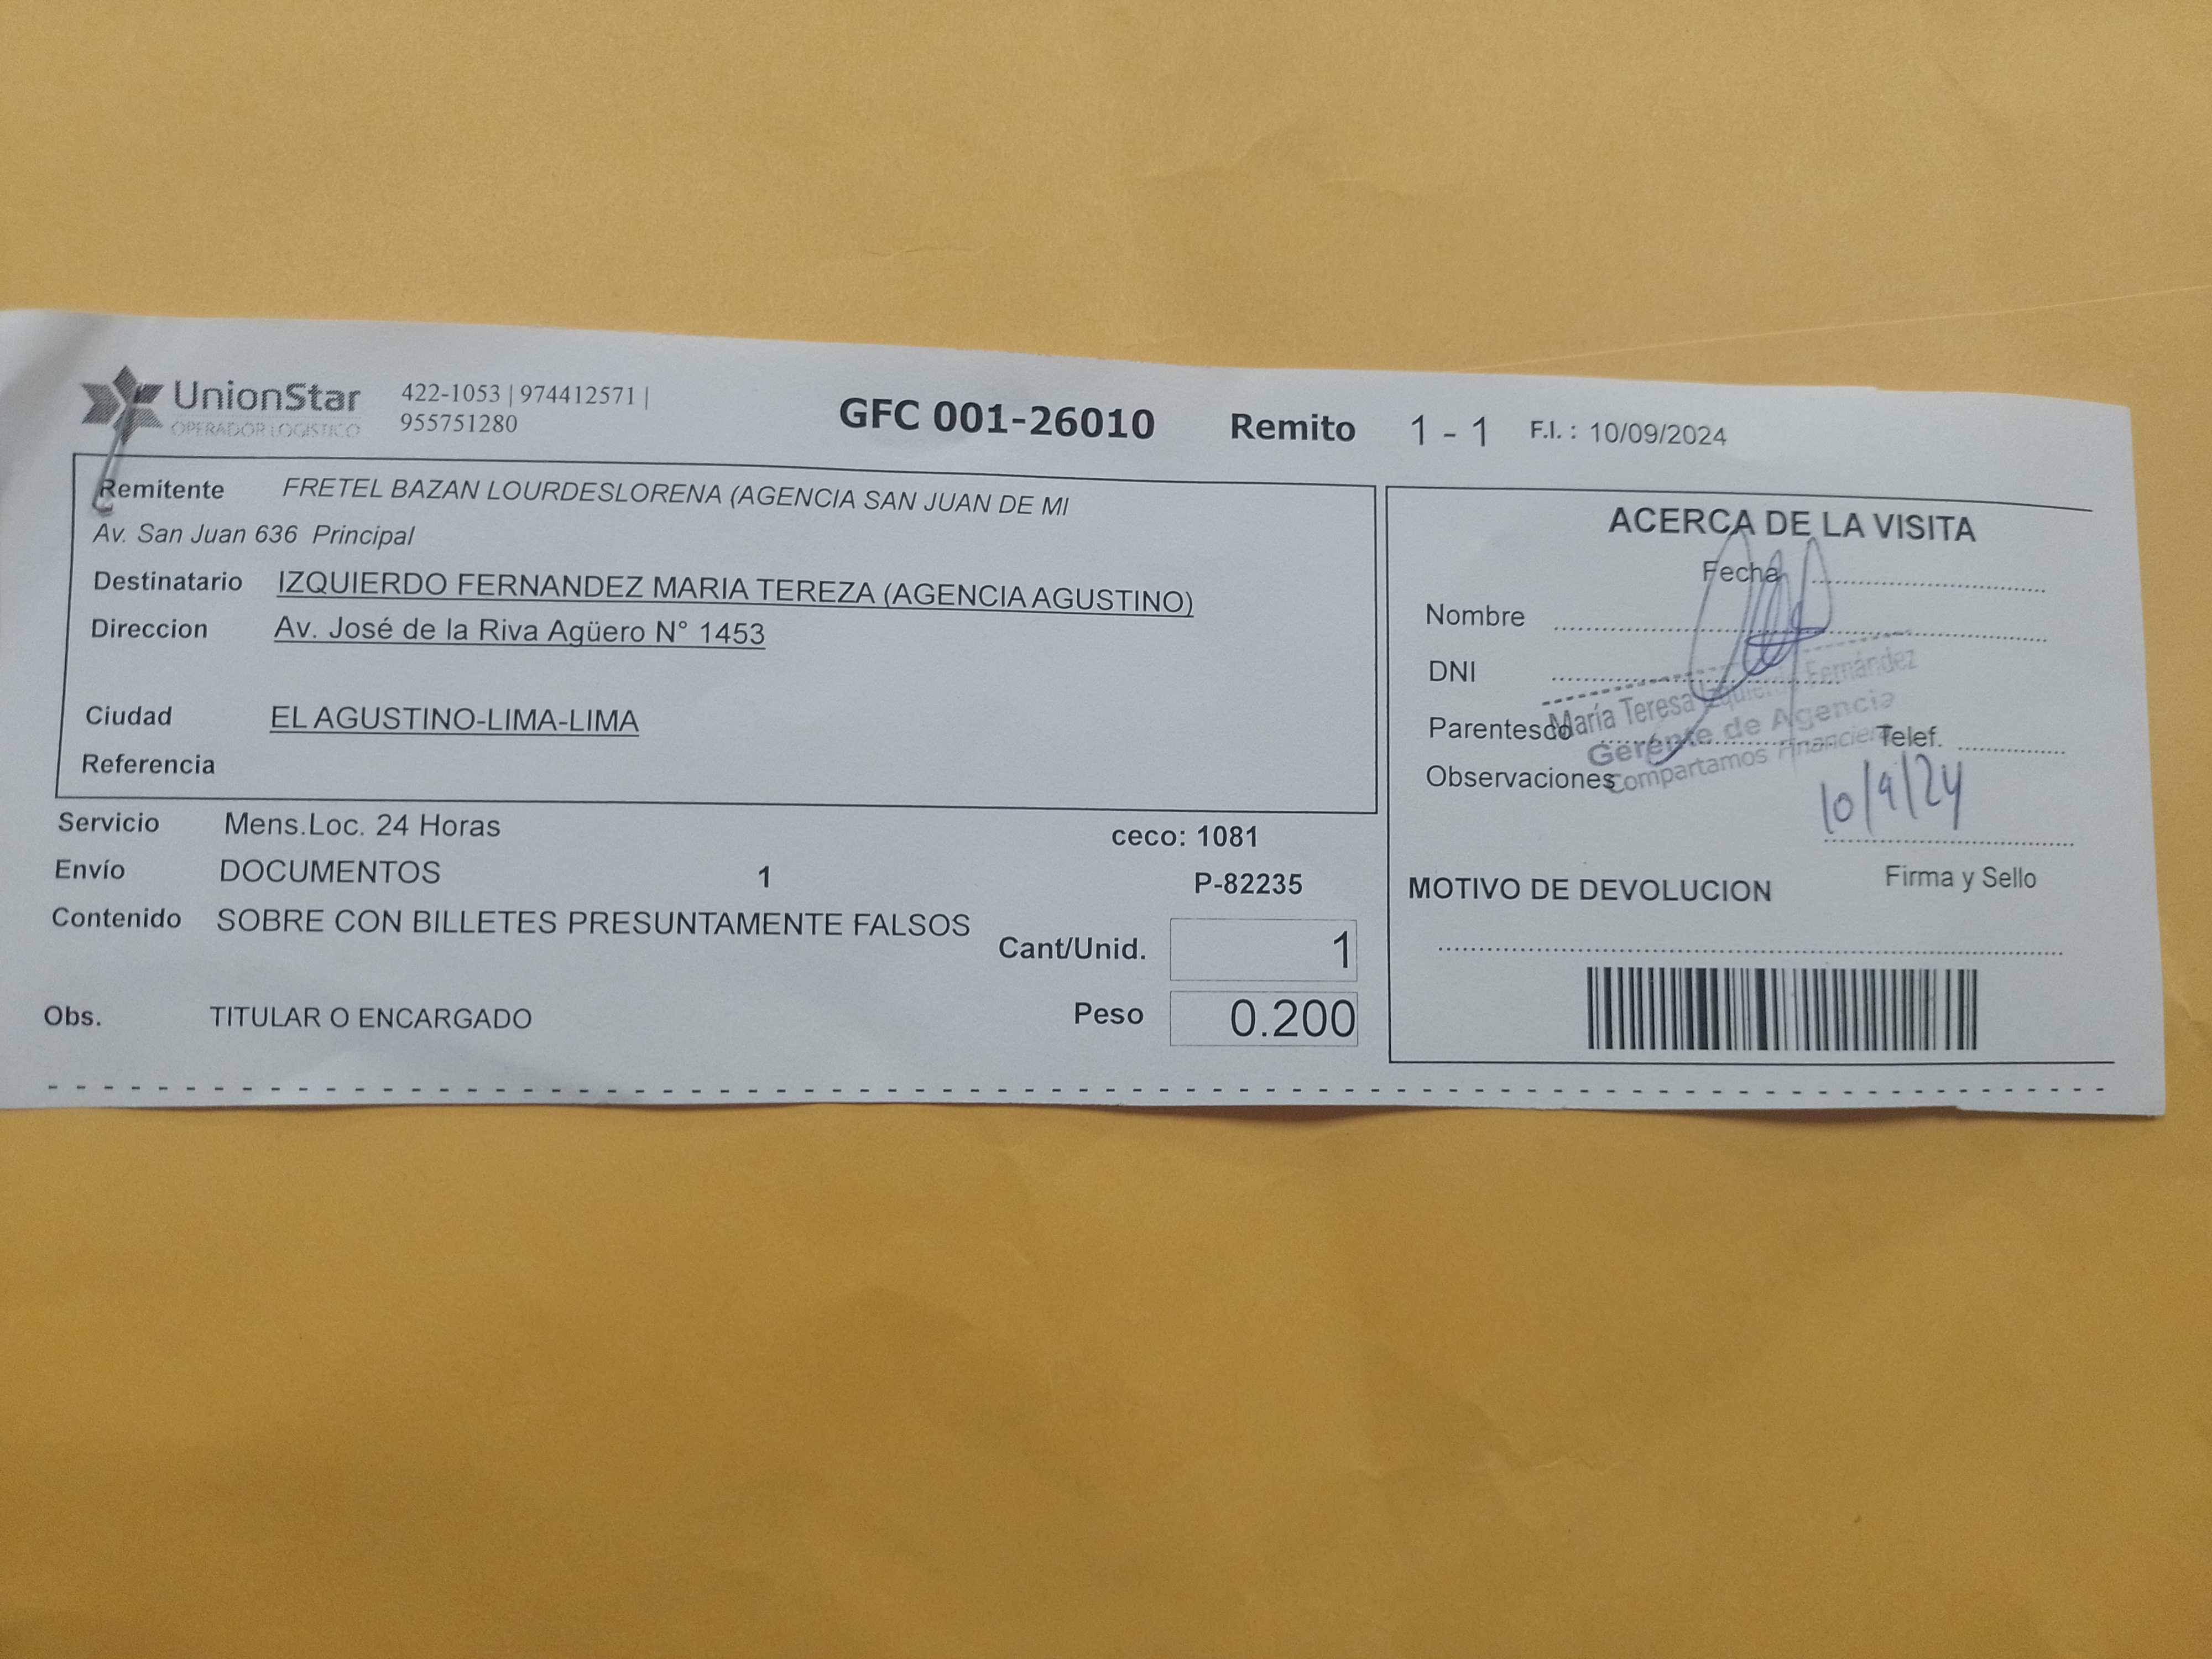 UnionStar
OPERADOR LOGISTICO
422-1053 | 974412571 |
955751280
GFC 001-26010 Remito 1 - 1 F.I. : 10/09/2024
Remitente FRETEL BAZAN LOURDESLORENA (AGENCIA SAN JUAN DE MI
Av. San Juan 636 Principal
Destinatario IZQUIERDO FERNANDEZ MARIA TEREZA (AGENCIA AGUSTINO)
Direccion Av. José de la Riva Agüero N° 1453
Ciudad EL AGUSTINO-LIMA-LIMA
Referencia
Servicio Mens.Loc. 24 Horas ceco: 1081
Envío DOCUMENTOS 1 P-82235
Contenido SOBRE CON BILLETES PRESUNTAMENTE FALSOS
Cant/Unid. 1
Obs. TITULAR O ENCARGADO
Peso 0.200
ACERCA DE LA VISITA
Fecha
Nombre
DNI
Parentesco
Telef.
Observaciones
María Teresa Izquierdo Fernández
Gerente de Agencia
Compartamos Financiera
10/9/24
Firma y Sello
MOTIVO DE DEVOLUCION